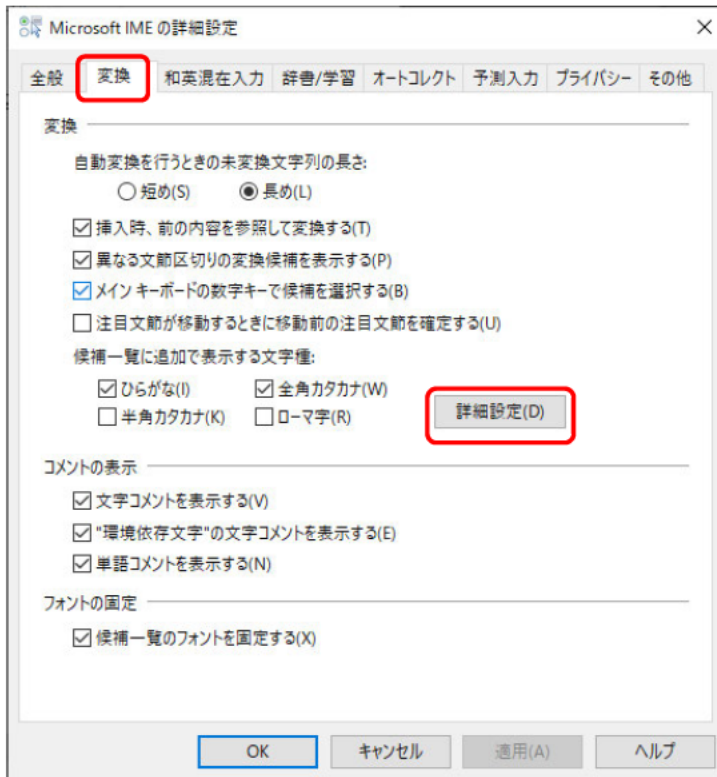 Microsoft IME の詳細設定
全般 変換 和英混在入力 辞書/学習 オートコレクト 予測入力 プライバシー その他
変換
自動変換を行うときの未変換文字列の長さ:
短め(S) 長め(L)
挿入時、前の内容を参照して変換する(T)
異なる文節区切りの変換候補を表示する(P)
メイン キーボードの数字キーで候補を選択する(B)
注目文節が移動するときに移動前の注目文節を確定する(U)
候補一覧に追加で表示する文字種:
ひらがな(I) 全角カタカナ(W)
半角カタカナ(K) ローマ字(R) 詳細設定(D)
コメントの表示
文字コメントを表示する(V)
"環境依存文字"の文字コメントを表示する(E)
単語コメントを表示する(N)
フォントの固定
候補一覧のフォントを固定する(X)
OK キャンセル 適用(A) ヘルプ